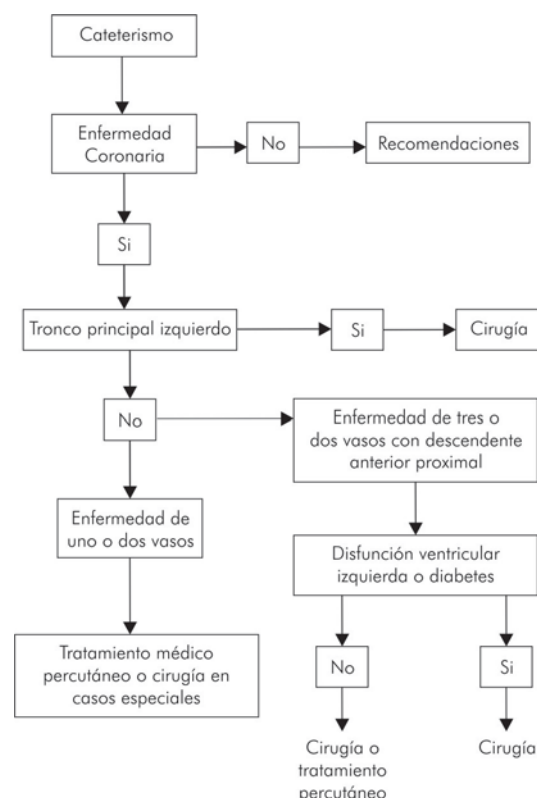 Cateterismo
Enfermedad
Coronaria
No
Recomendaciones
Si
Tronco principal izquierdo
Si
Cirugía
No
Enfermedad de tres o
dos vasos con descendente
anterior proximal
Enfermedad de
uno o dos vasos
Disfunción ventricular
izquierda o diabetes
Tratamiento médico
percutáneo o cirugía en
casos especiales
No
Si
Cirugía o
tratamiento
percutáneo
Cirugía